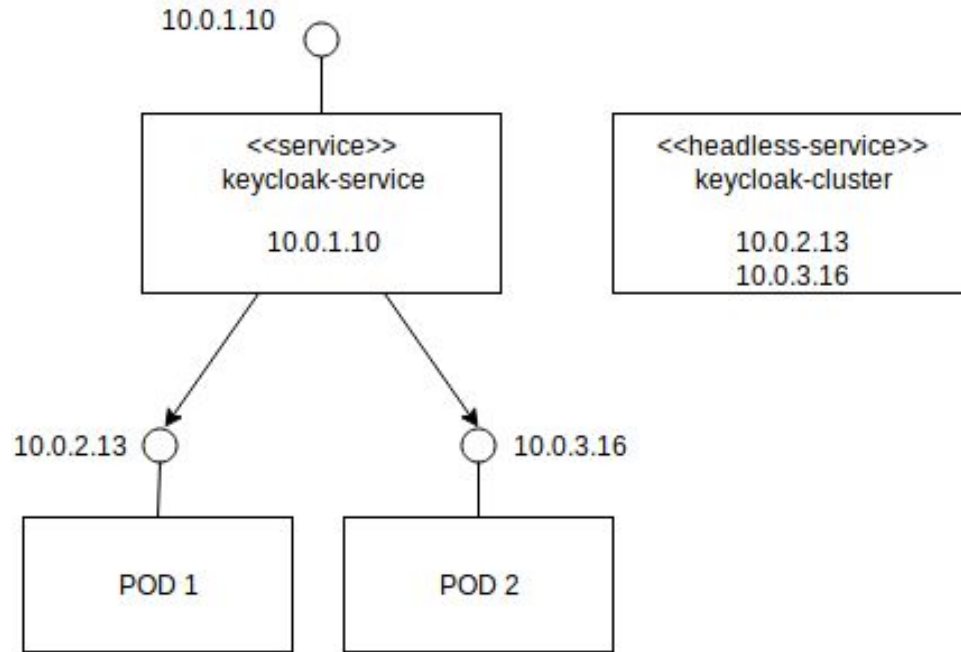 10.0.1.10
<<service>>
keycloak-service
10.0.1.10
<<headless-service>>
keycloak-cluster
10.0.2.13
10.0.3.16
10.0.2.13
10.0.3.16
POD 1
POD 2